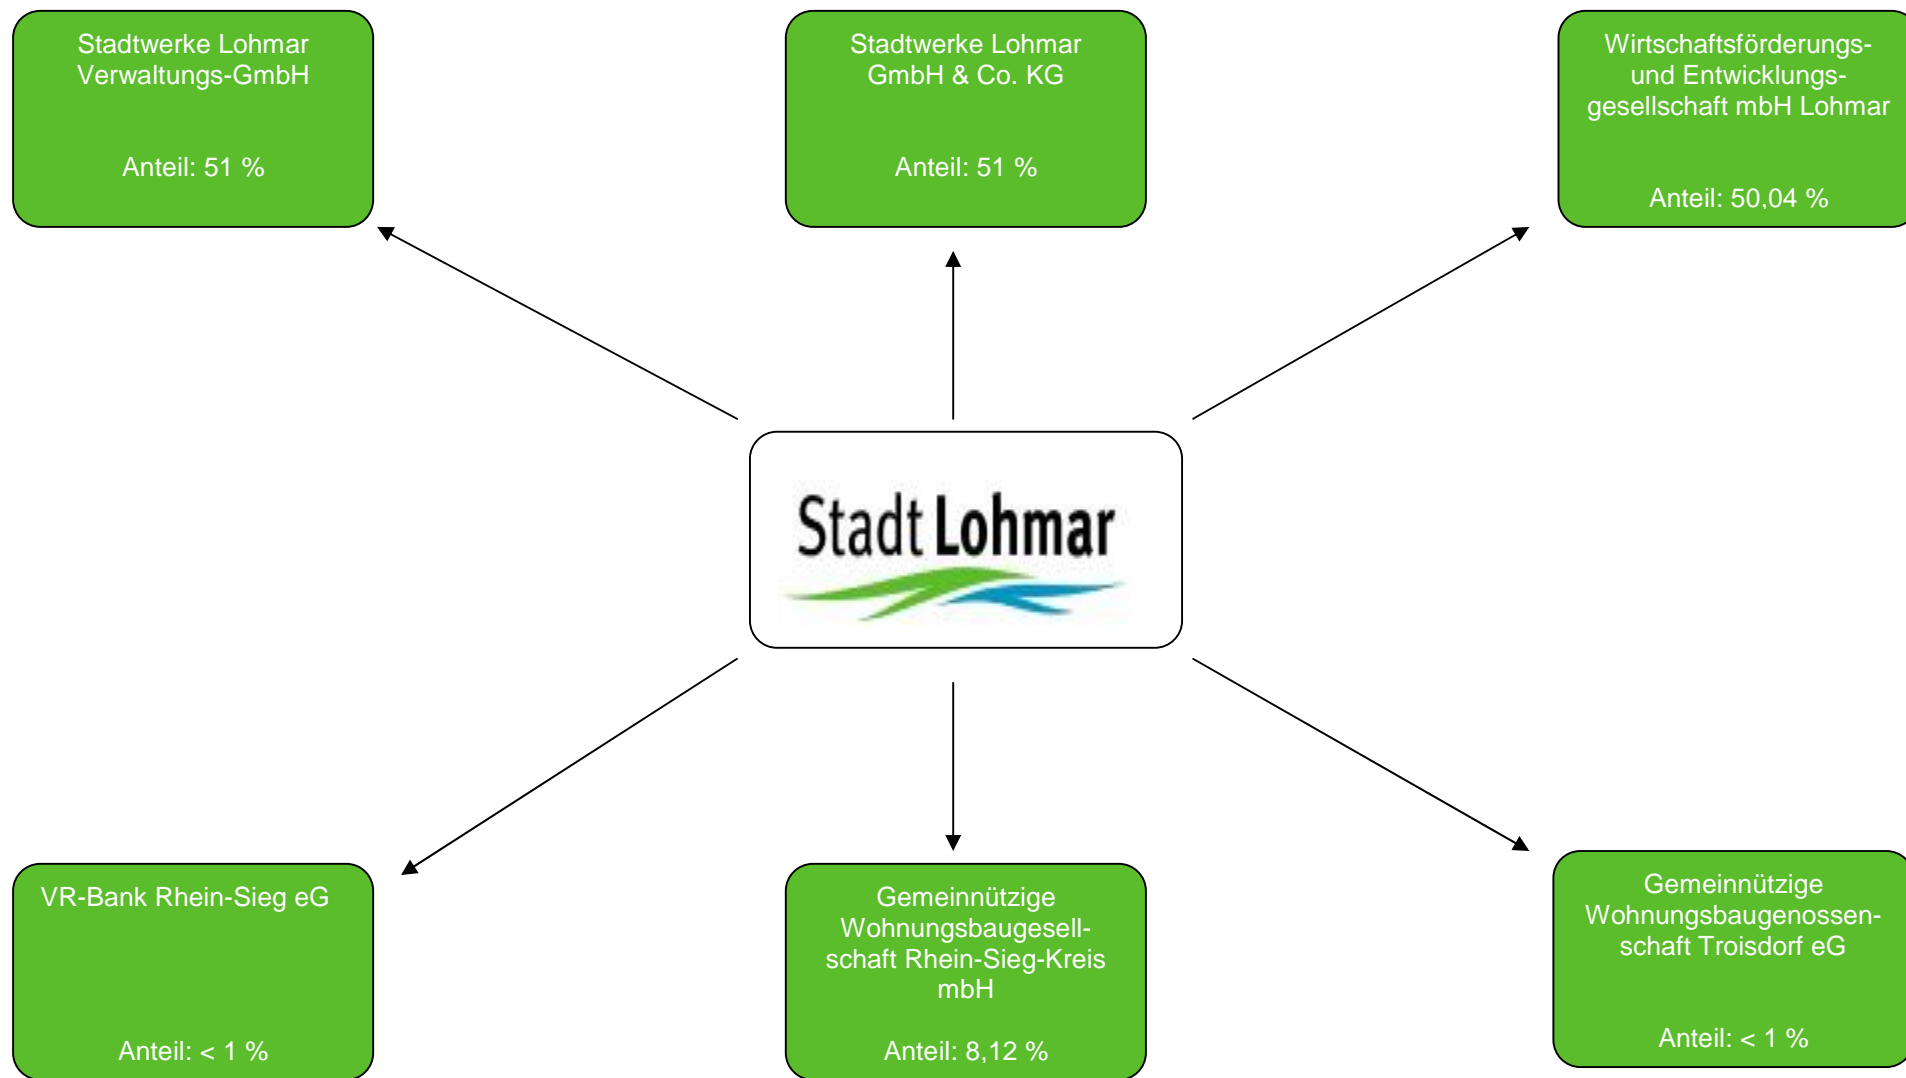 Stadtwerke Lohmar
Verwaltungs-GmbH
Anteil: 51 %
Stadtwerke Lohmar
GmbH & Co. KG
Anteil: 51 %
Wirtschaftsförderungs-
und Entwicklungs-
gesellschaft mbH Lohmar
Anteil: 50,04 %
Stadt Lohmar
VR-Bank Rhein-Sieg eG
Anteil: < 1 %
Gemeinnützige
Wohnungsbaugesell-
schaft Rhein-Sieg-Kreis
mbH
Anteil: 8,12 %
Gemeinnützige
Wohnungsbaugenossen-
schaft Troisdorf eG
Anteil: < 1 %